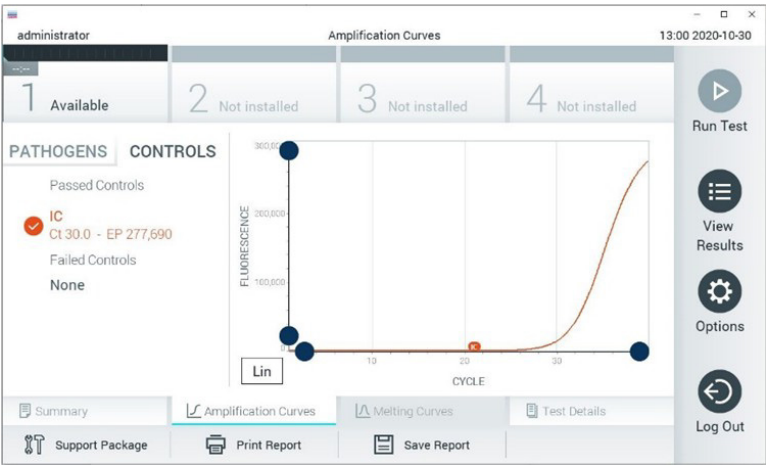 administrator
Amplification Curves
13:00 2020-10-30
--:--
1 Available
2 Not installed
3 Not installed
4 Not installed
Run Test
PATHOGENS
CONTROLS
Passed Controls
IC
Ct 30.0 - EP 277,690
Failed Controls
None
FLUORESCENCE
200,000
100,000
0
10
20
30
IC
CYCLE
Lin
View
Results
Options
Log Out
Summary
Amplification Curves
Melting Curves
Test Details
Support Package
Print Report
Save Report